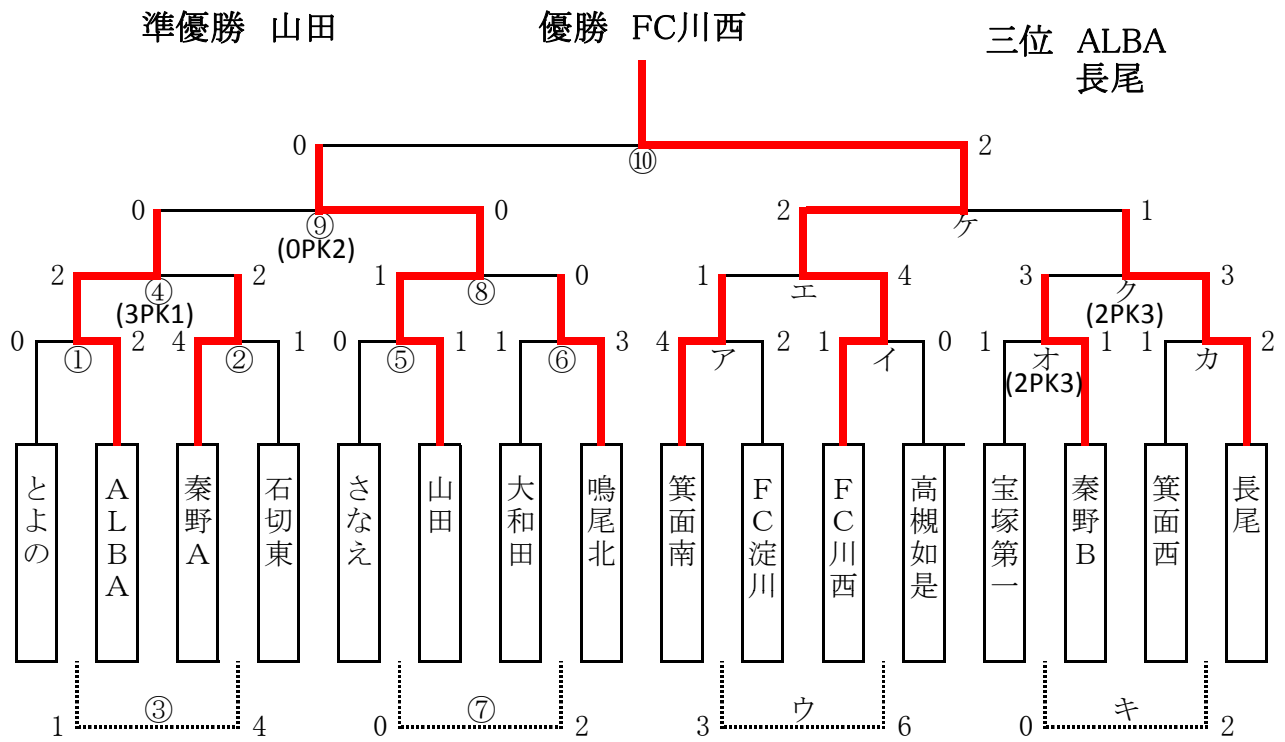 準優勝 山田
優勝 FC川西
三位 ALBA
長尾
0 ⑩ 2
0 ⑨ 0
(0PK2)
2 ケ 1
2 ④ 2
(3PK1)
1 ⑧ 0
1 エ 4
3 ク 3
(2PK3)
0 ① 2
4 ② 1
0 ⑤ 1
1 ⑥ 3
4 ア 2
1 イ 0
1 オ 1
(2PK3)
1 カ 2
とよの
ALBA
秦野A
石切東
さなえ
山田
大和田
鳴尾北
箕面南
FC淀川
FC川西
高槻如是
宝塚第一
秦野B
箕面西
長尾
1 ③ 4
0 ⑦ 2
3 ウ 6
0 キ 2